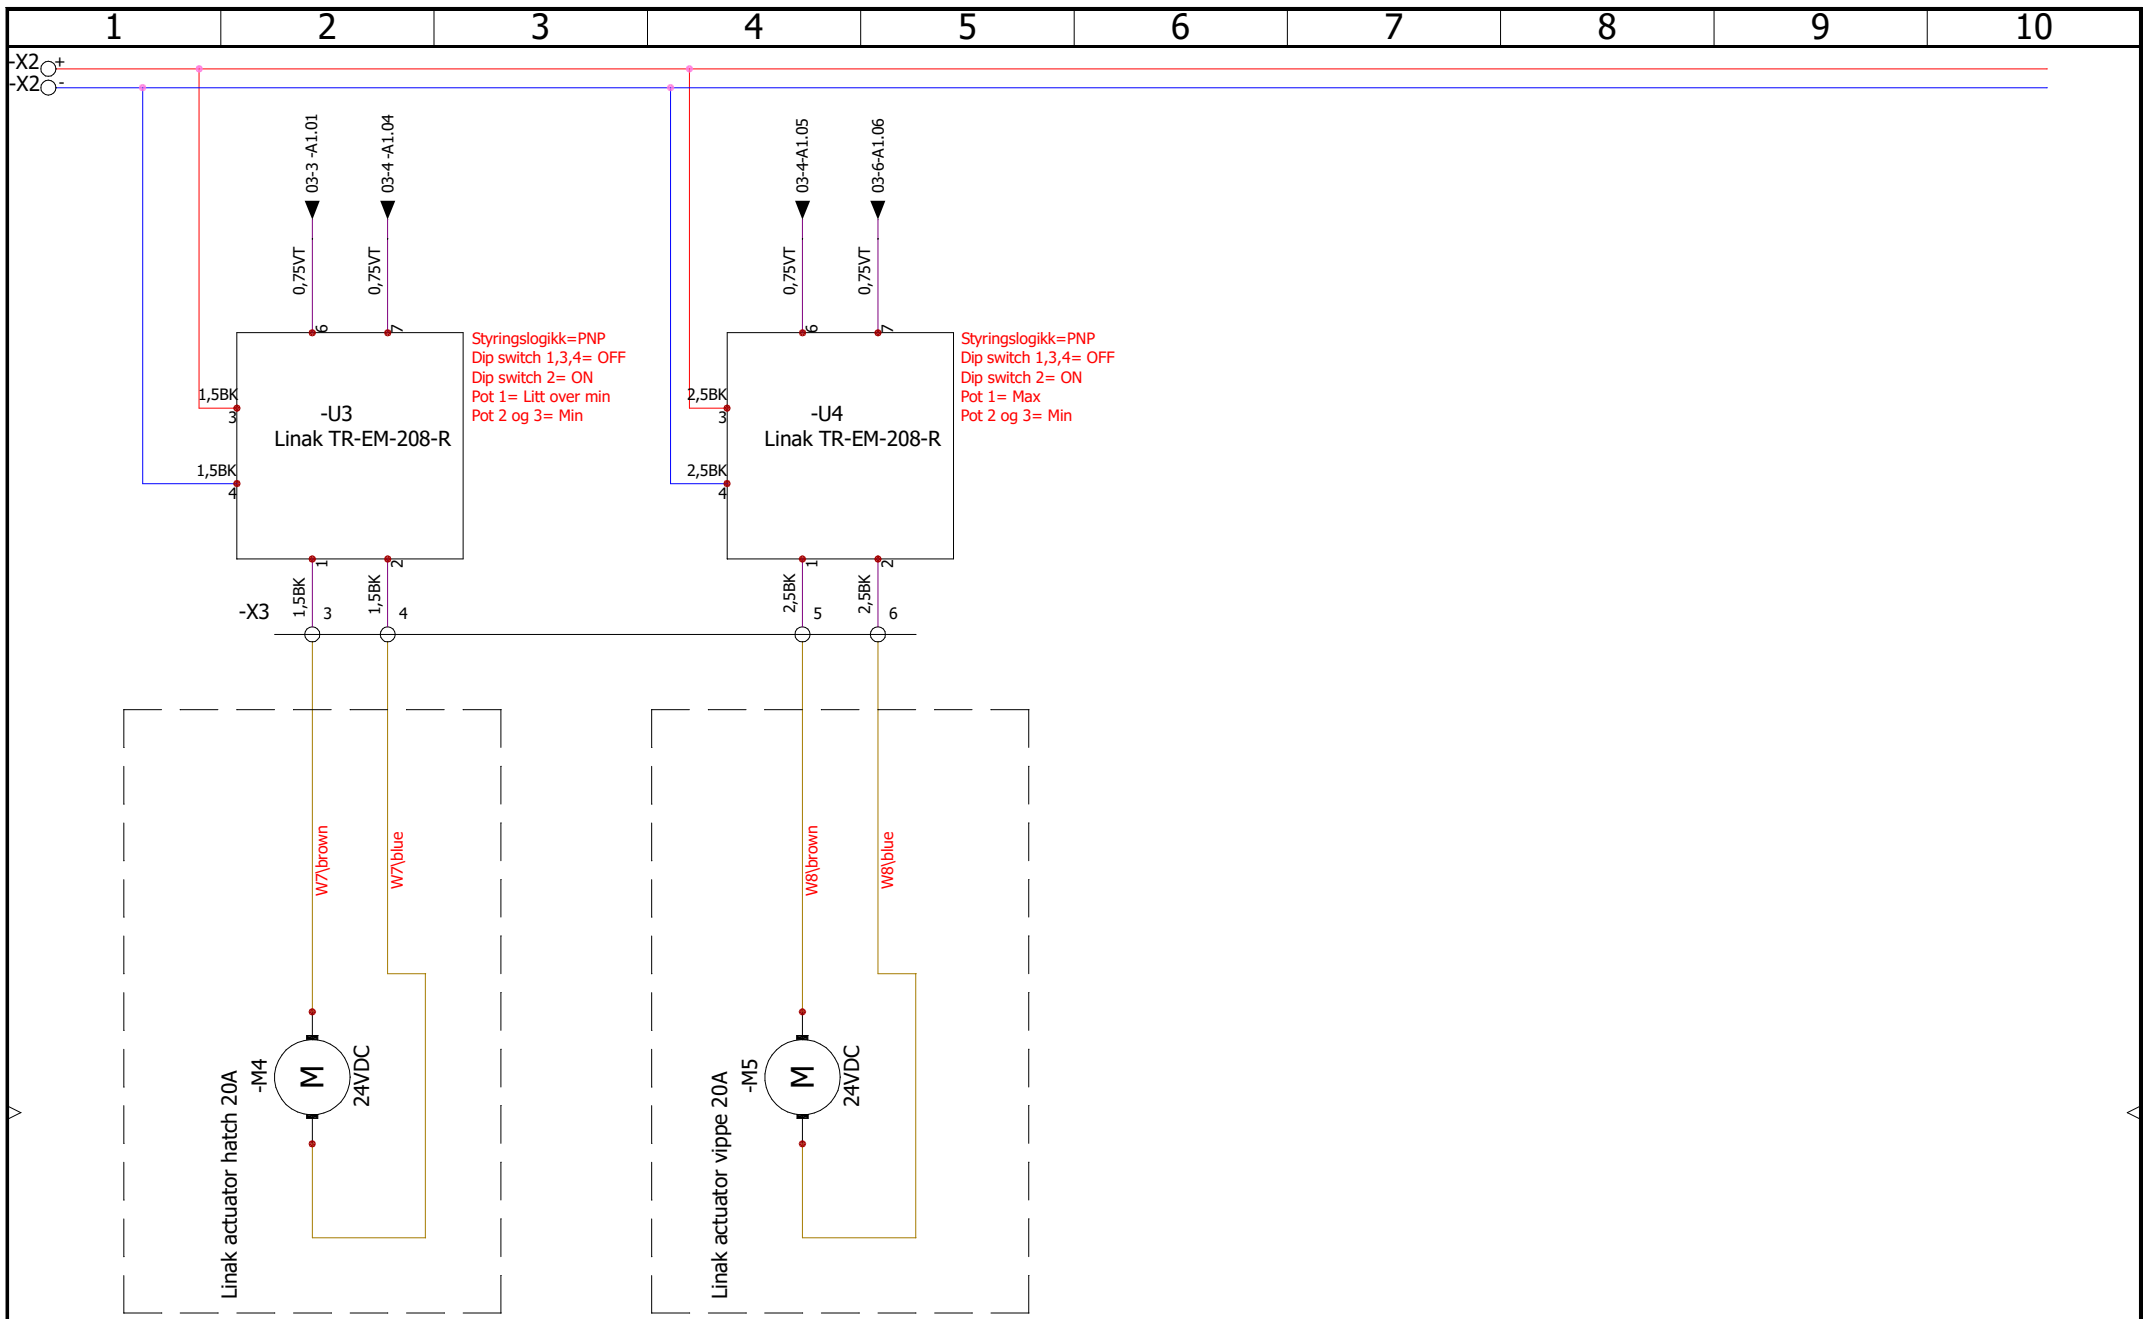 1 2 3 4 5 6 7 8 9 10
-X2 +
-X2 -
03-3 -A1.01
03-4 -A1.04
03-4-A1.05
03-6-A1.06
0,75VT
0,75VT
0,75VT
0,75VT
6
7
6
7
Styringslogikk=PNP
Dip switch 1,3,4= OFF
Dip switch 2= ON
Pot 1= Litt over min
Pot 2 og 3= Min
Styringslogikk=PNP
Dip switch 1,3,4= OFF
Dip switch 2= ON
Pot 1= Max
Pot 2 og 3= Min
1,5BK
3
-U3
Linak TR-EM-208-R
1,5BK
4
2,5BK
3
-U4
Linak TR-EM-208-R
2,5BK
4
1
2
1
2
1,5BK
1,5BK
2,5BK
2,5BK
-X3
3
4
5
6
W7\brown
W7\blue
W8\brown
W8\blue
Linak actuator hatch 20A
-M4
M
24VDC
Linak actuator vippe 20A
-M5
M
24VDC